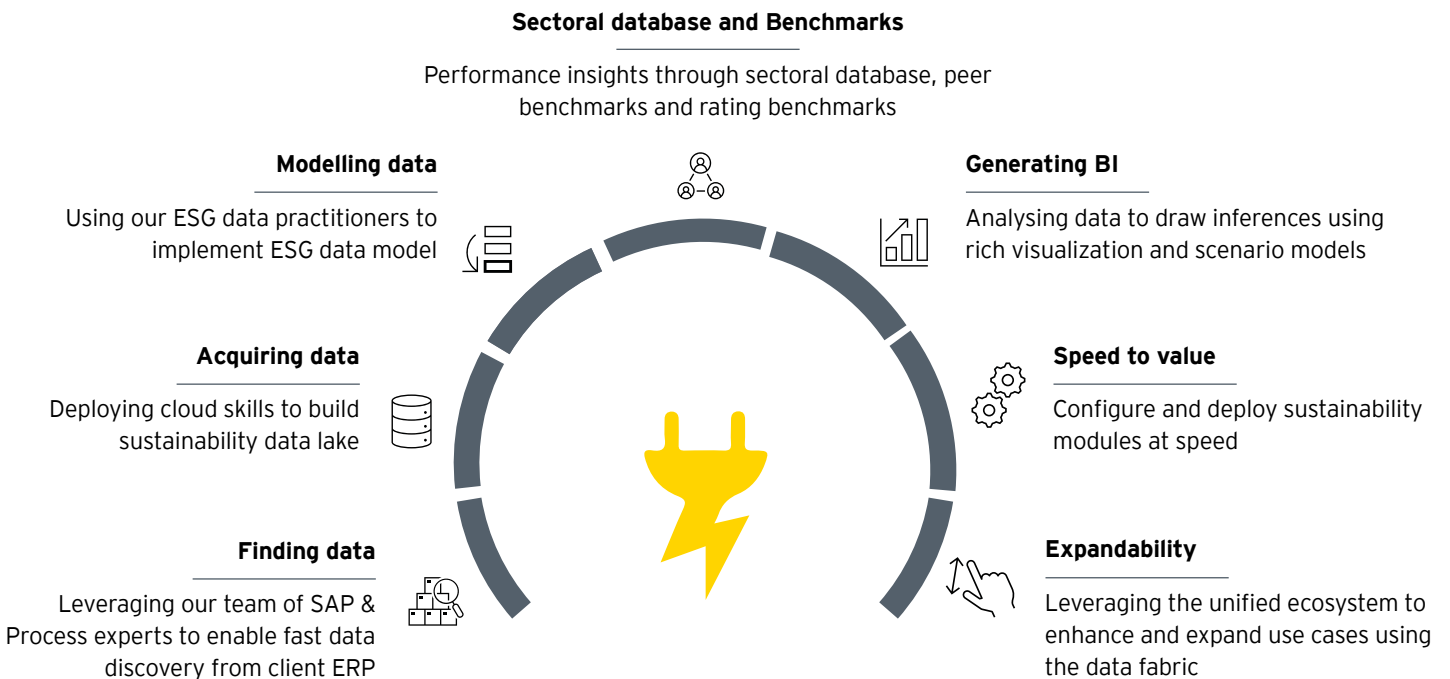 Sectoral database and Benchmarks
Performance insights through sectoral database, peer
benchmarks and rating benchmarks
Modelling data
Using our ESG data practitioners to
implement ESG data model
Generating BI
Analysing data to draw inferences using
rich visualization and scenario models
Acquiring data
Deploying cloud skills to build
sustainability data lake
Speed to value
Configure and deploy sustainability
modules at speed
Finding data
Leveraging our team of SAP &
Process experts to enable fast data
discovery from client ERP
Expandability
Leveraging the unified ecosystem to
enhance and expand use cases using
the data fabric